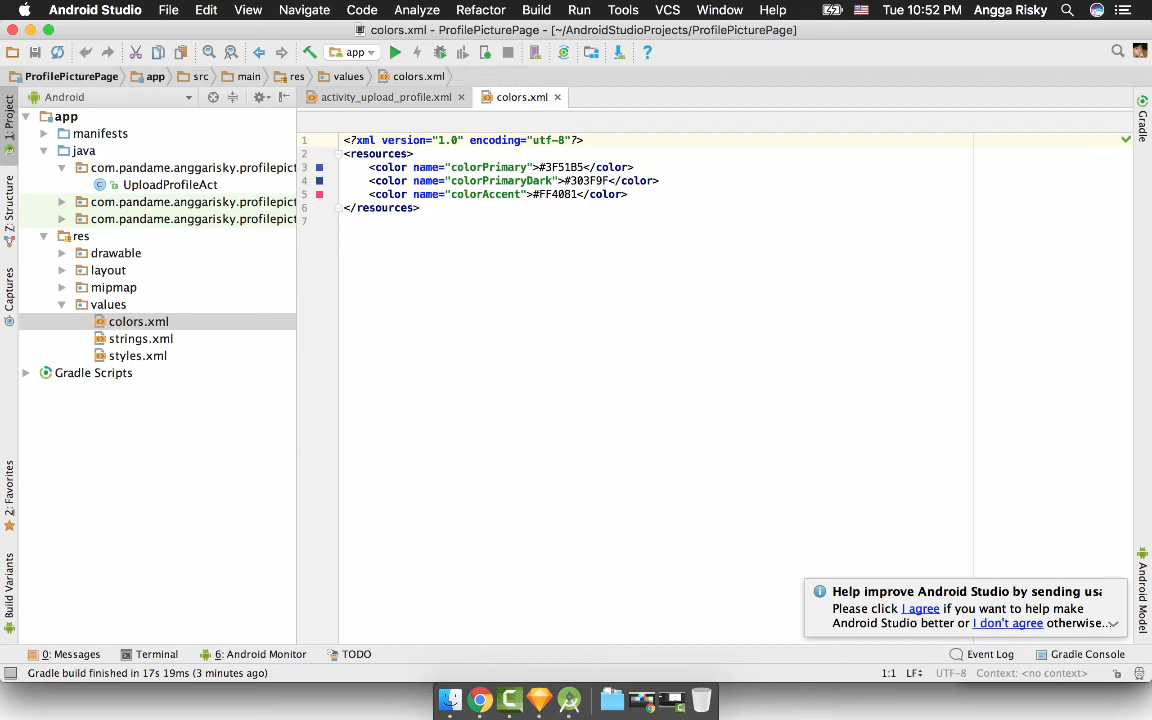 Android Studio File Edit View Navigate Code Analyze Refactor Build Run Tools VCS Window Help Tue 10:52 PM Angga Risky
colors.xml - ProfilePicturePage - [~/AndroidStudioProjects/ProfilePicturePage]
app
ProfilePicturePage app src main res values colors.xml
Android
activity_upload_profile.xml colors.xml
1: Project
Z: Structure
Captures
2: Favorites
Build Variants
app
manifests
java
com.pandame.anggarisky.profilepict
UploadProfileAct
com.pandame.anggarisky.profilepict
com.pandame.anggarisky.profilepict
res
drawable
layout
mipmap
values
colors.xml
strings.xml
styles.xml
Gradle Scripts
1 <?xml version="1.0" encoding="utf-8"?>
2 <resources>
3 <color name="colorPrimary">#3F51B5</color>
4 <color name="colorPrimaryDark">#303F9F</color>
5 <color name="colorAccent">#FF4081</color>
6 </resources>
7
Gradle
Android Model
Help improve Android Studio by sending usa
Please click I agree if you want to help make
Android Studio better or I don't agree otherwise...
0: Messages Terminal 6: Android Monitor TODO Event Log Gradle Console
Gradle build finished in 17s 19ms (3 minutes ago) 1:1 LF UTF-8 Context: <no context>